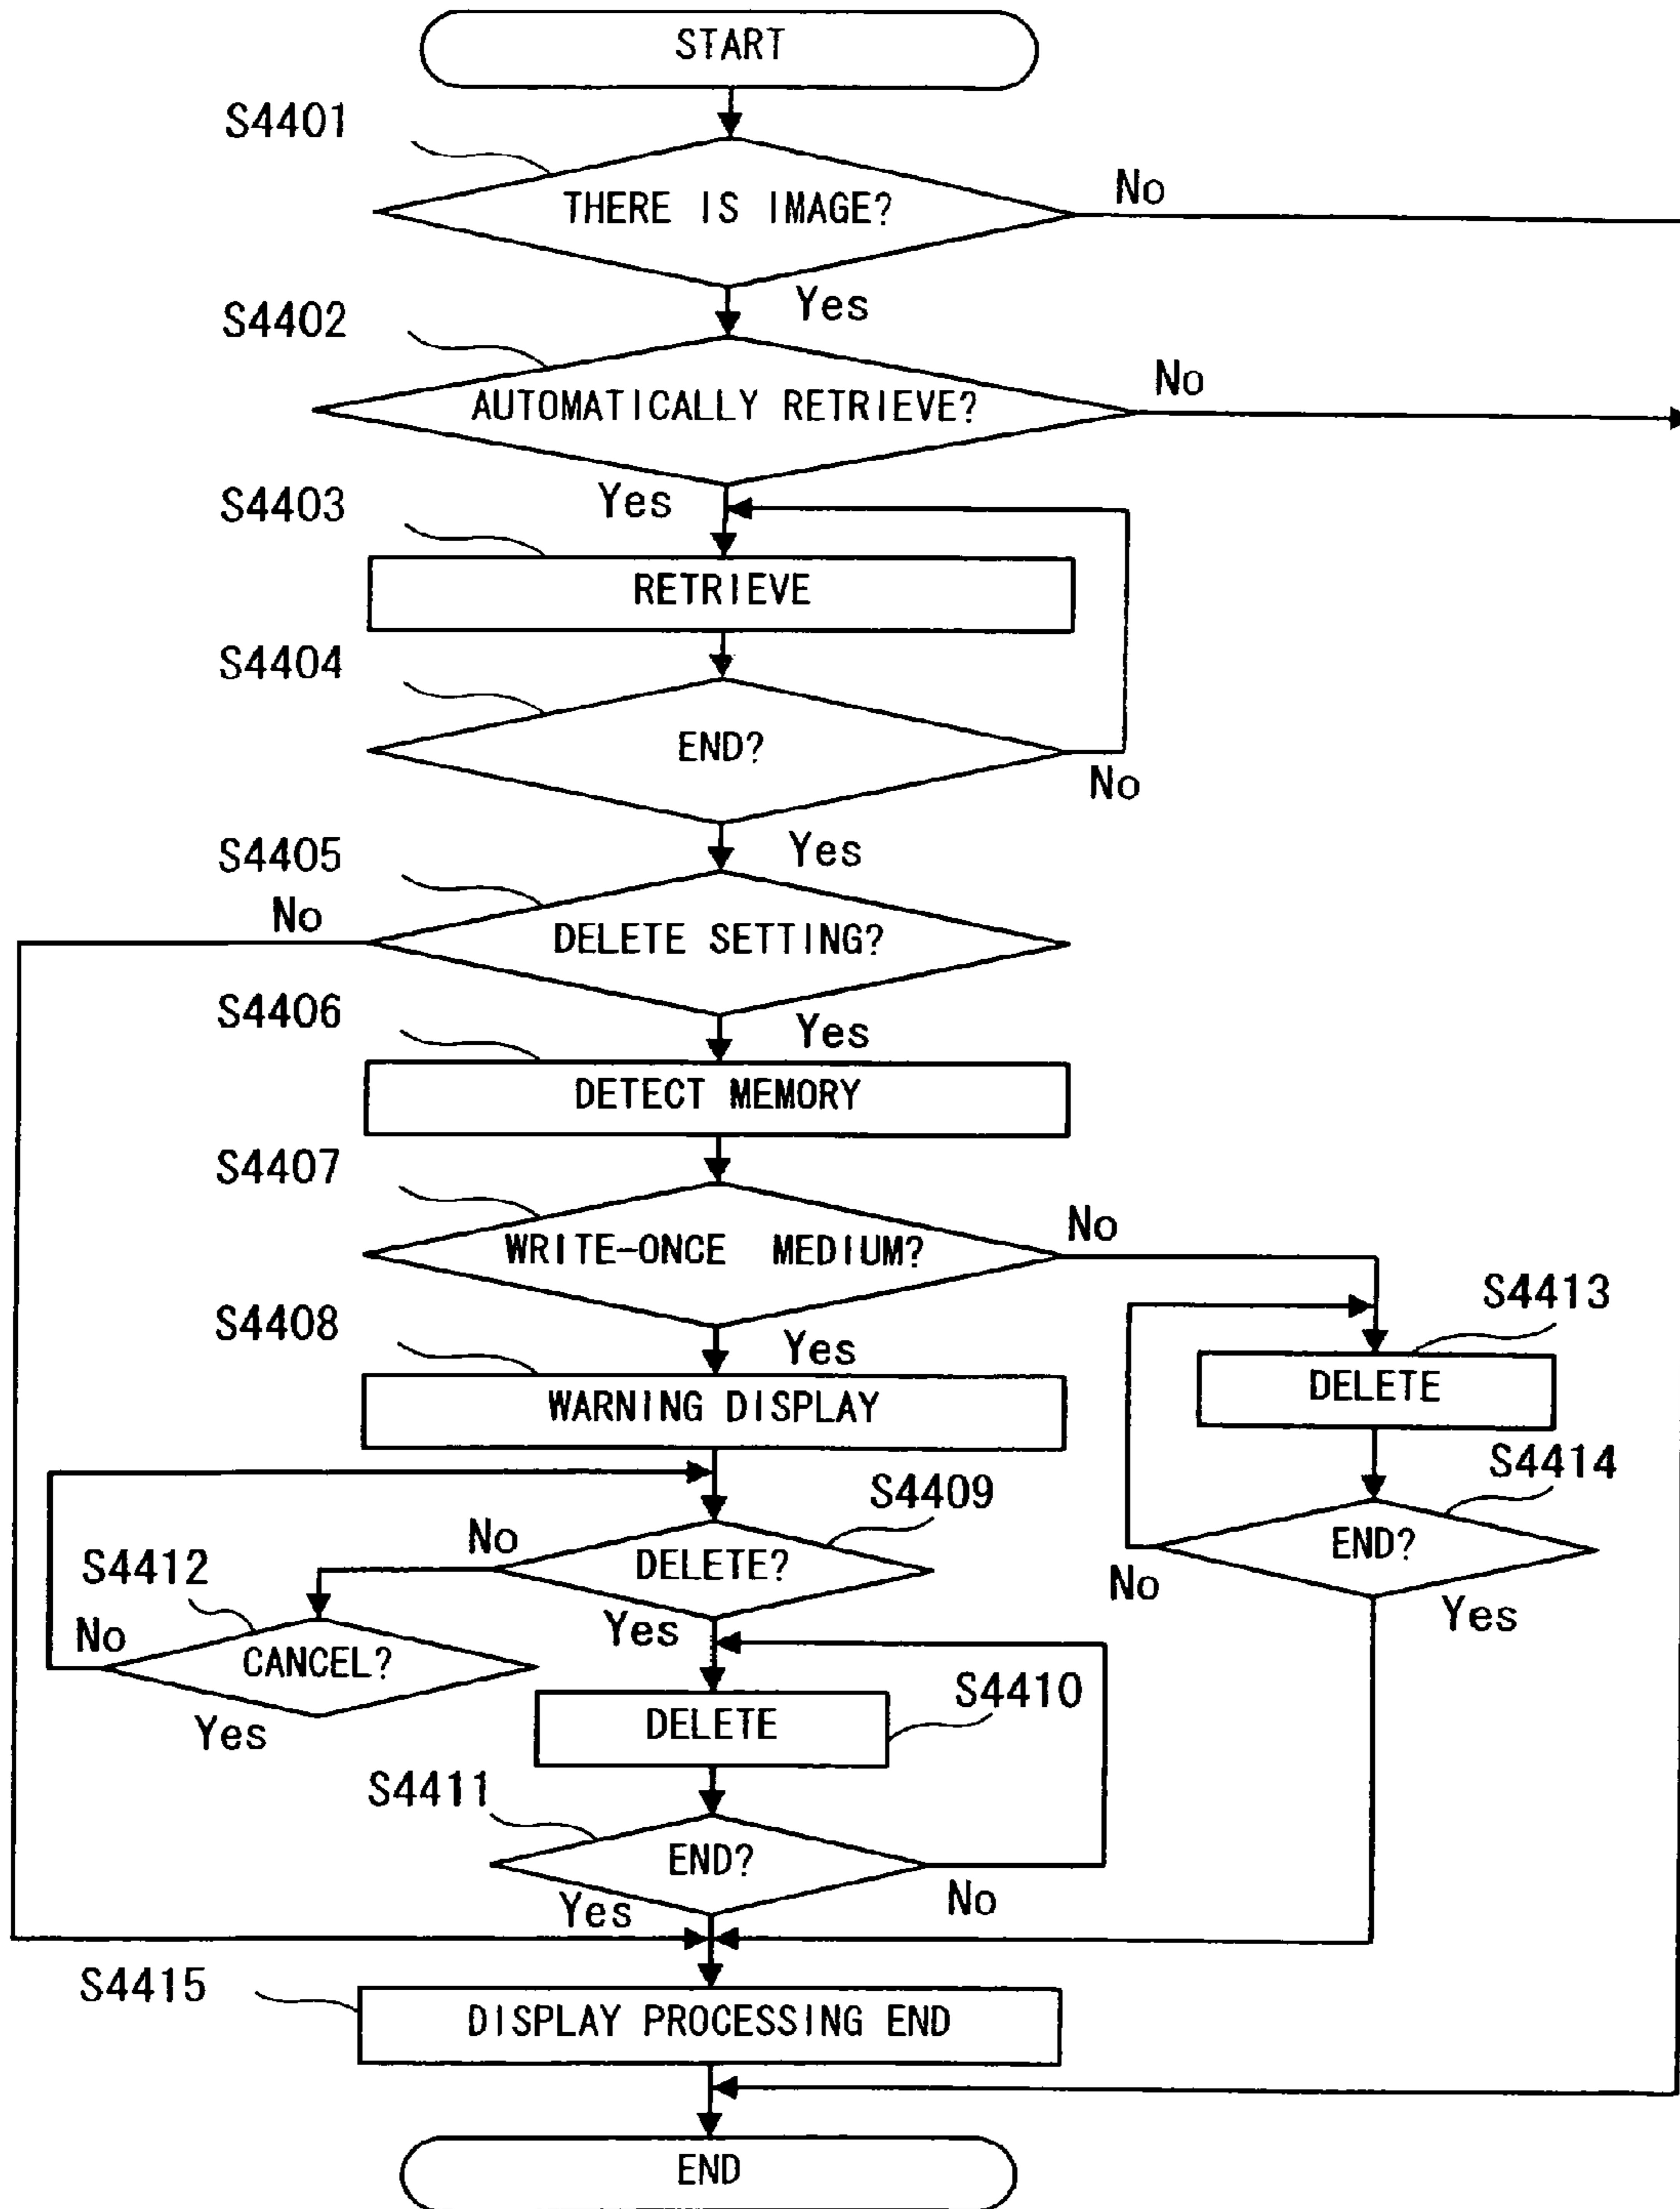 START
S4401
THERE IS IMAGE?
No
Yes
S4402
AUTOMATICALLY RETRIEVE?
No
Yes
S4403
RETRIEVE
S4404
END?
No
Yes
S4405
No
DELETE SETTING?
Yes
S4406
DETECT MEMORY
S4407
WRITE-ONCE MEDIUM?
No
Yes
S4413
DELETE
S4408
WARNING DISPLAY
S4414
END?
No
Yes
S4409
DELETE?
No
Yes
S4412
CANCEL?
No
Yes
S4410
DELETE
S4411
END?
Yes
No
S4415
DISPLAY PROCESSING END
END